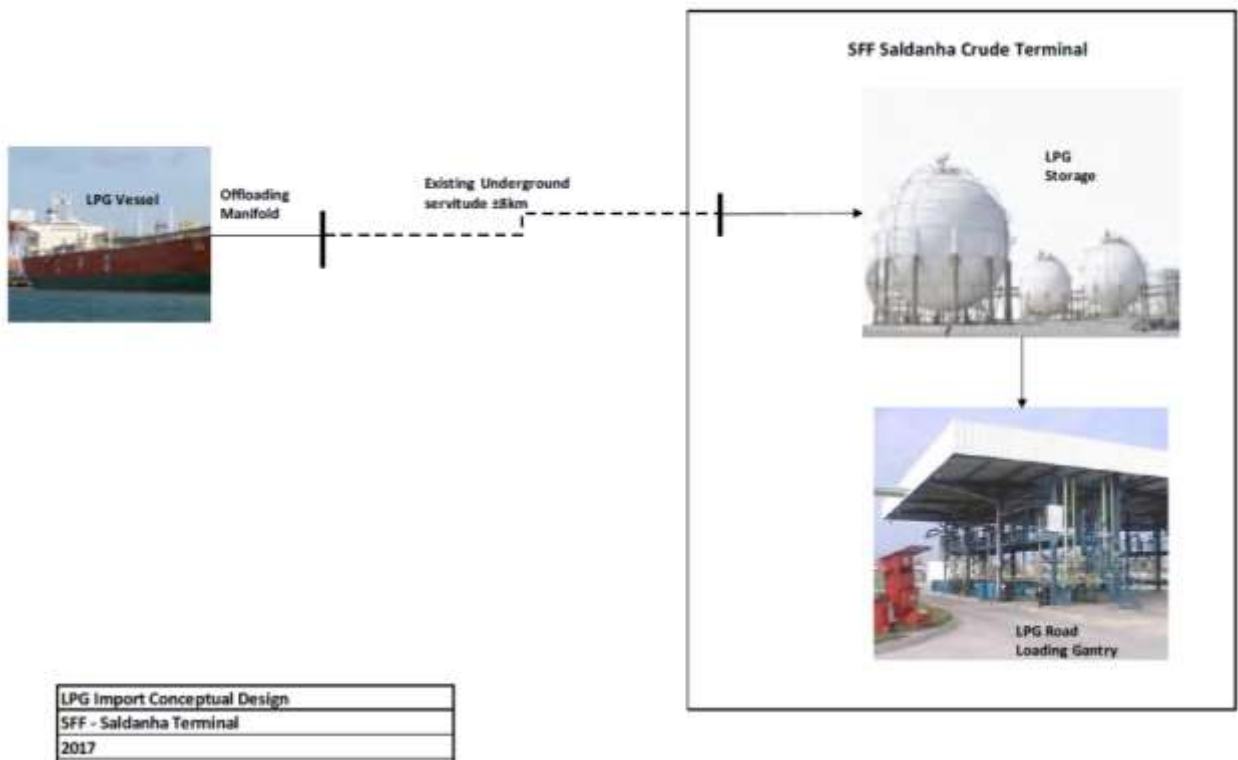 SFF Saldanha Crude Terminal
LPG Vessel
Offloading
Manifold
Existing Underground
servitude ±8km
LPG
Storage
LPG Road
Loading Gantry
LPG Import Conceptual Design
SFF - Saldanha Terminal
2017